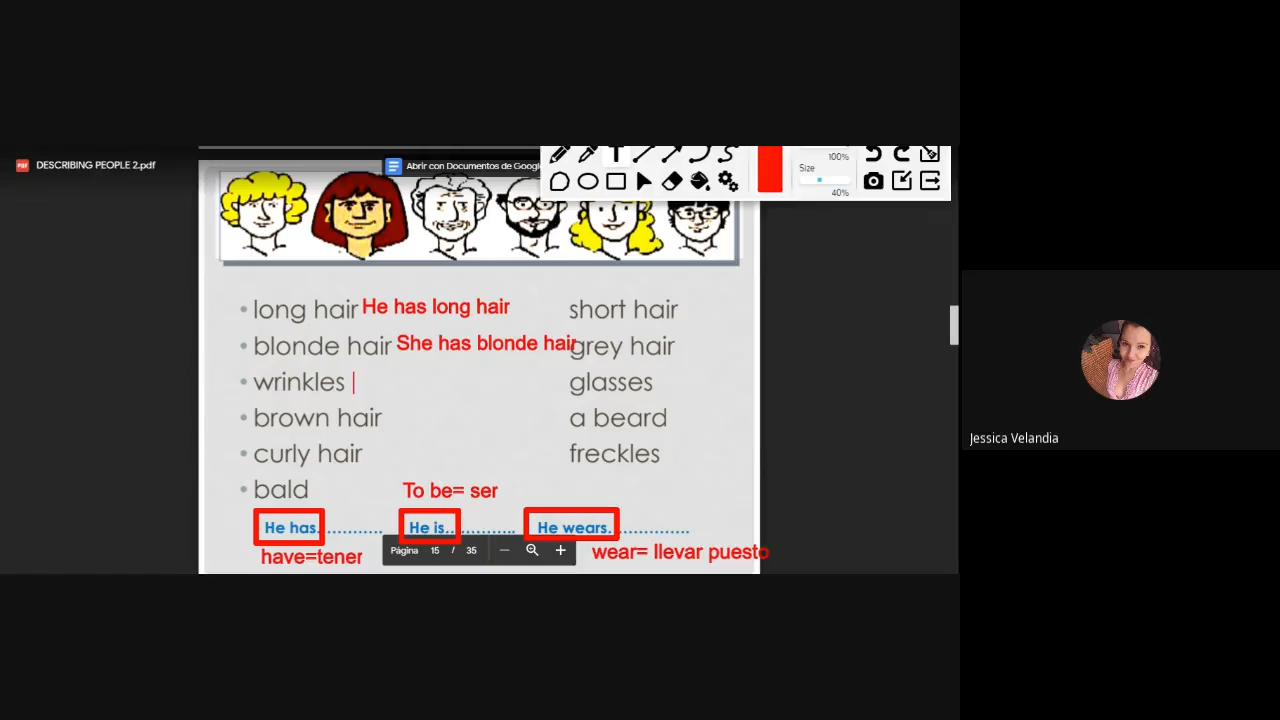 DESCRIBING PEOPLE 2.pdf
Abrir con Documentos de Google
100%
Size
40%
• long hair He has long hair short hair
• blonde hair She has blonde hair grey hair
• wrinkles glasses
• brown hair a beard
• curly hair freckles
• bald To be= ser
He has............. He is............. He wears................
have=tener Página 15 / 35 wear= llevar puesto
Jessica Velandia